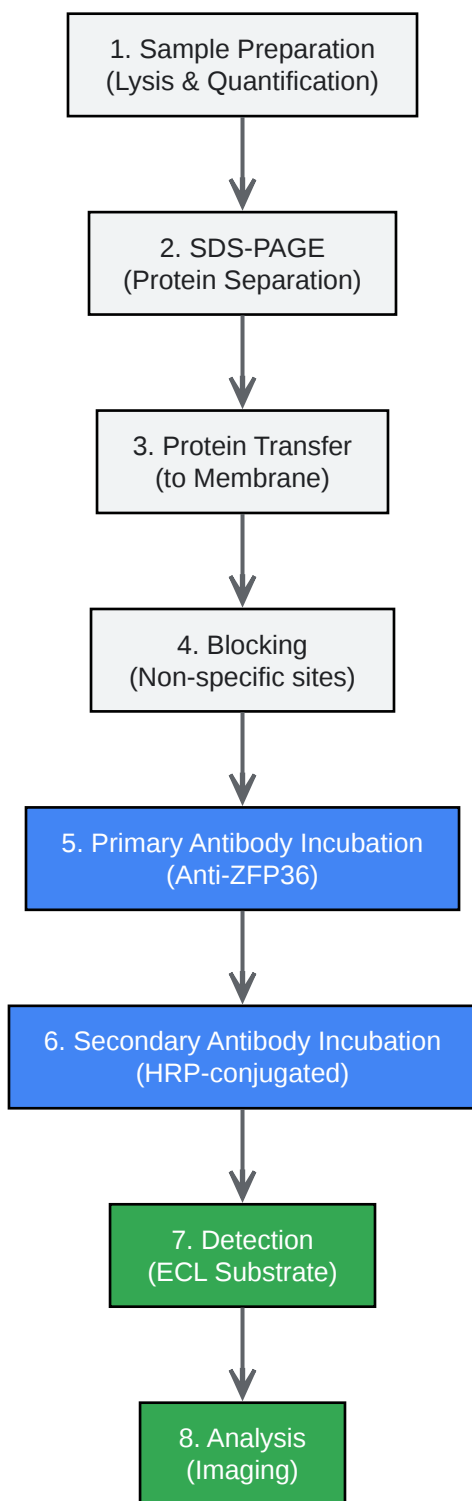 1. Sample Preparation
(Lysis & Quantification)
2. SDS-PAGE
(Protein Separation)
3. Protein Transfer
(to Membrane)
4. Blocking
(Non-specific sites)
5. Primary Antibody Incubation
(Anti-ZFP36)
6. Secondary Antibody Incubation
(HRP-conjugated)
7. Detection
(ECL Substrate)
8. Analysis
(Imaging)